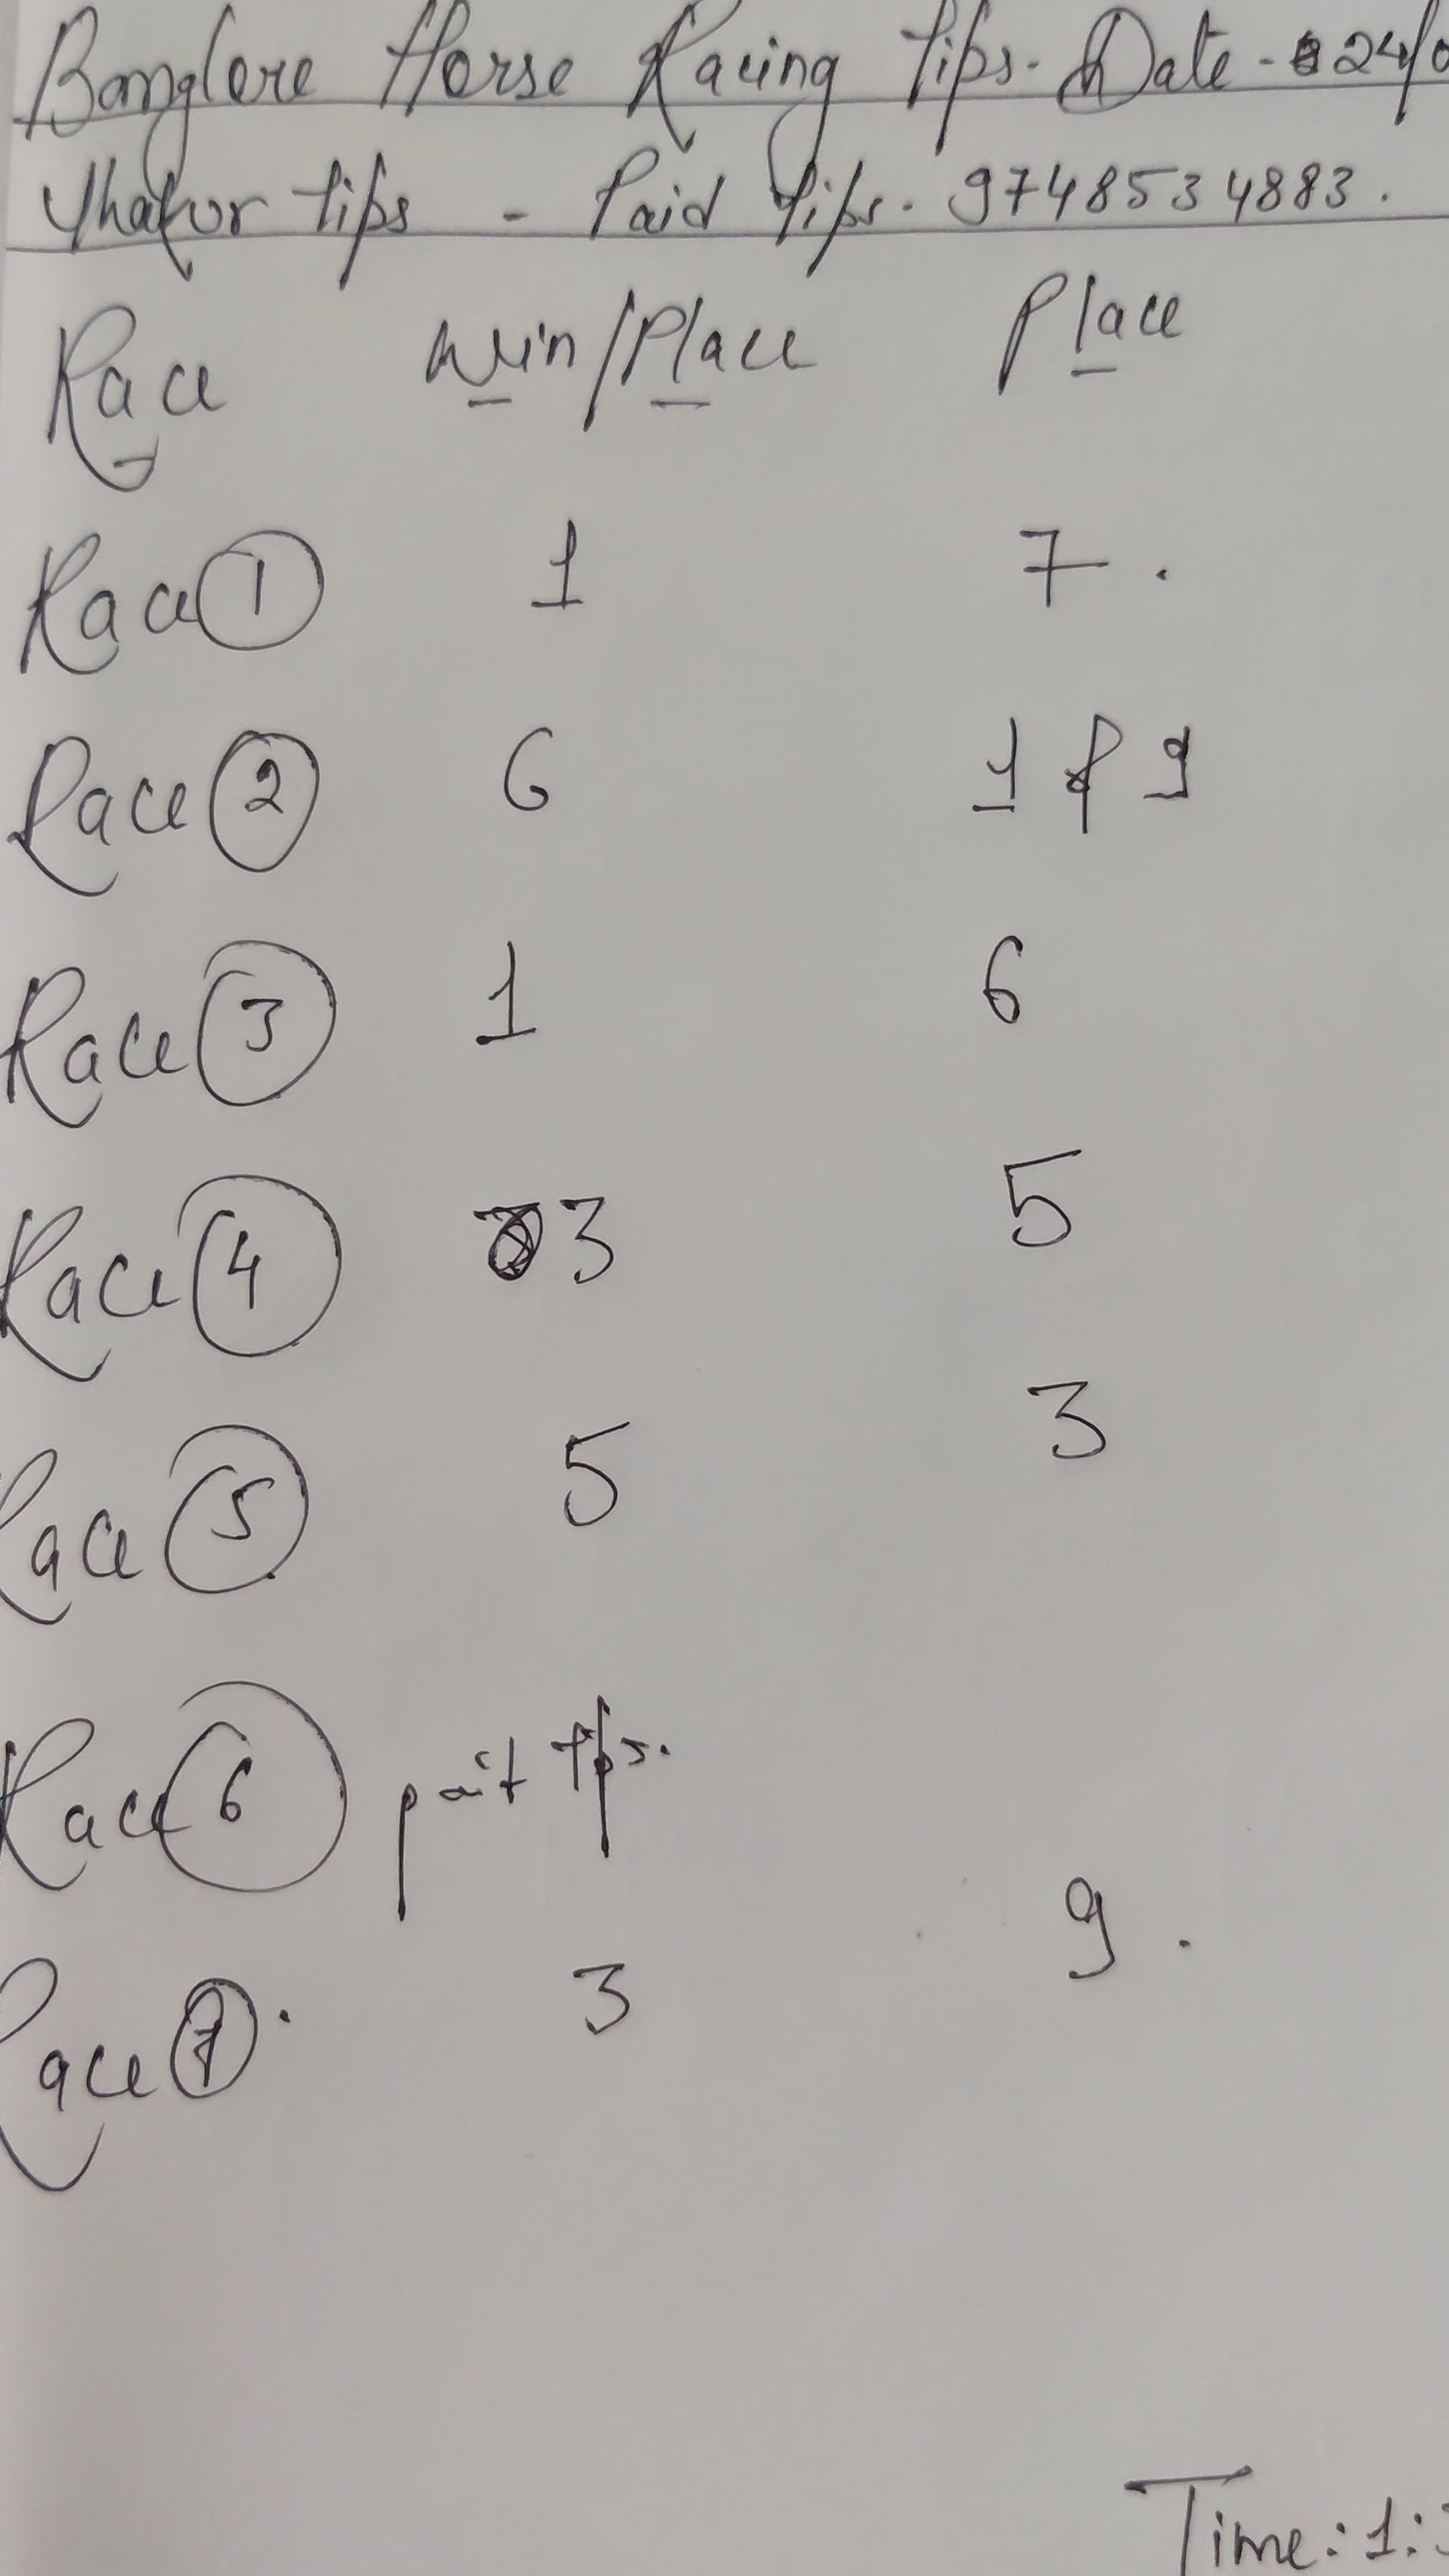 Banglore Horse Racing tips. Date - 24/0
Thakur tips - Paid tips. 9748534883.
Race Win/Place Place
Race 1 1 7.
Race 2 6 1 & 9
Race 3 1 6
Race 4 3 5
Race 5 5 3
Race 6 paid tips.
Race 7. 3 9.
Time: 1: